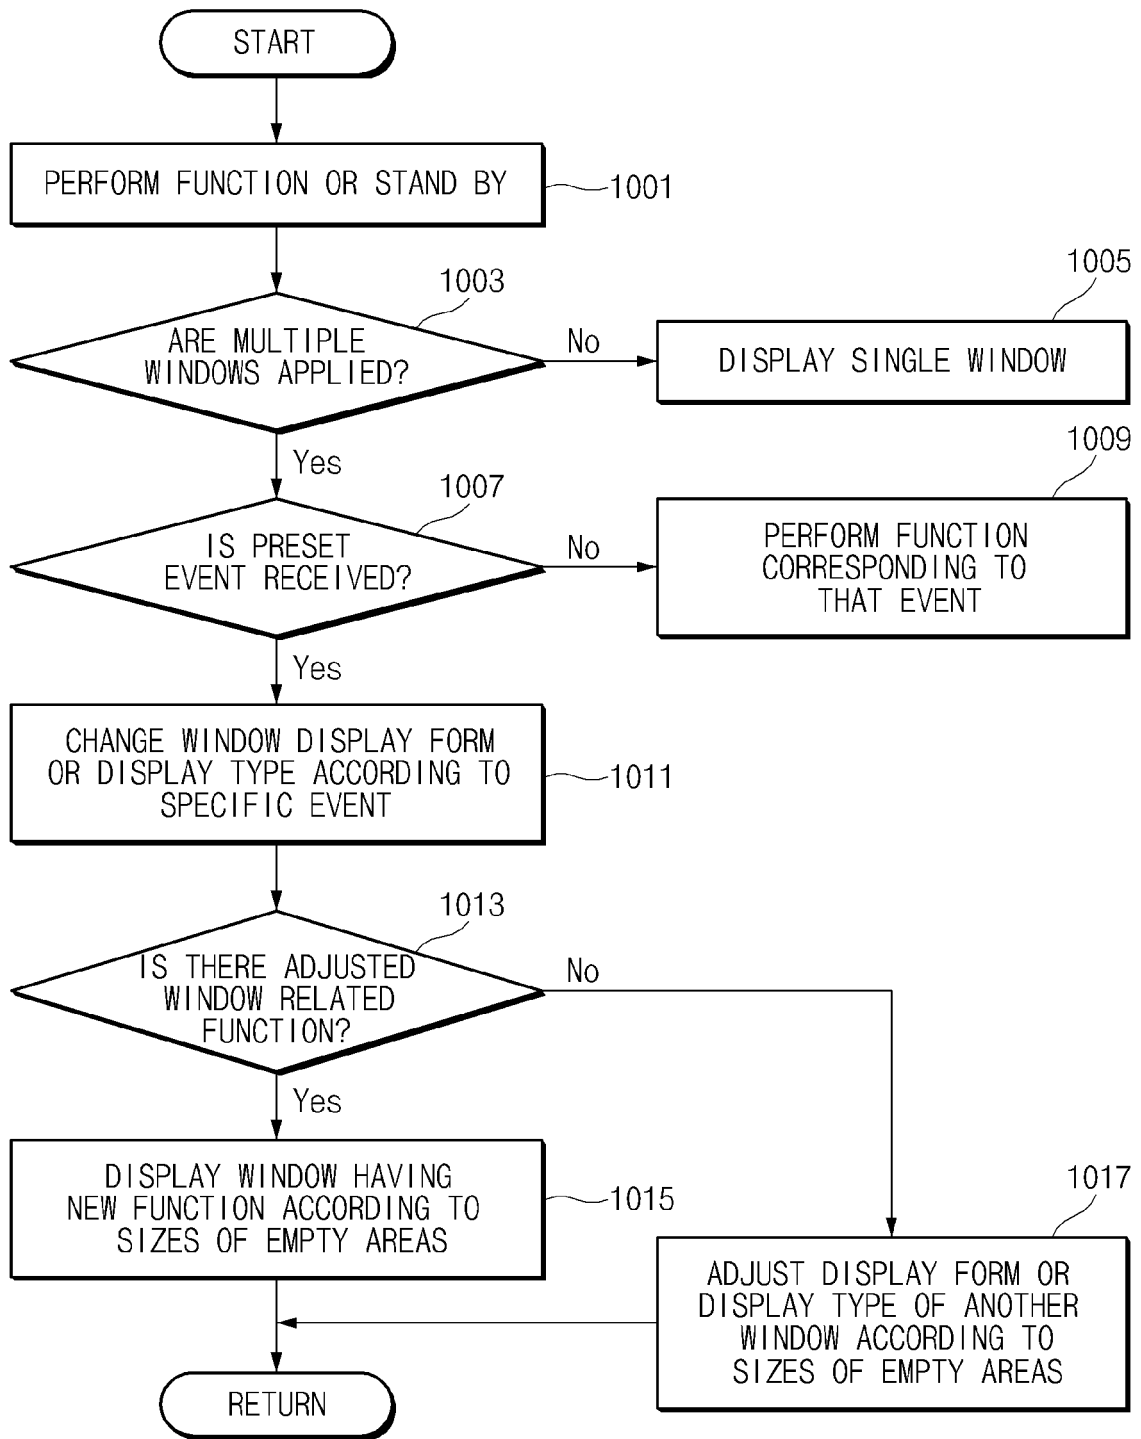 START
PERFORM FUNCTION OR STAND BY
1001
1003
ARE MULTIPLE
WINDOWS APPLIED?
No
1005
DISPLAY SINGLE WINDOW
Yes
1007
IS PRESET
EVENT RECEIVED?
No
1009
PERFORM FUNCTION
CORRESPONDING TO
THAT EVENT
Yes
CHANGE WINDOW DISPLAY FORM
OR DISPLAY TYPE ACCORDING TO
SPECIFIC EVENT
1011
1013
IS THERE ADJUSTED
WINDOW RELATED
FUNCTION?
No
Yes
DISPLAY WINDOW HAVING
NEW FUNCTION ACCORDING TO
SIZES OF EMPTY AREAS
1015
1017
ADJUST DISPLAY FORM OR
DISPLAY TYPE OF ANOTHER
WINDOW ACCORDING TO
SIZES OF EMPTY AREAS
RETURN